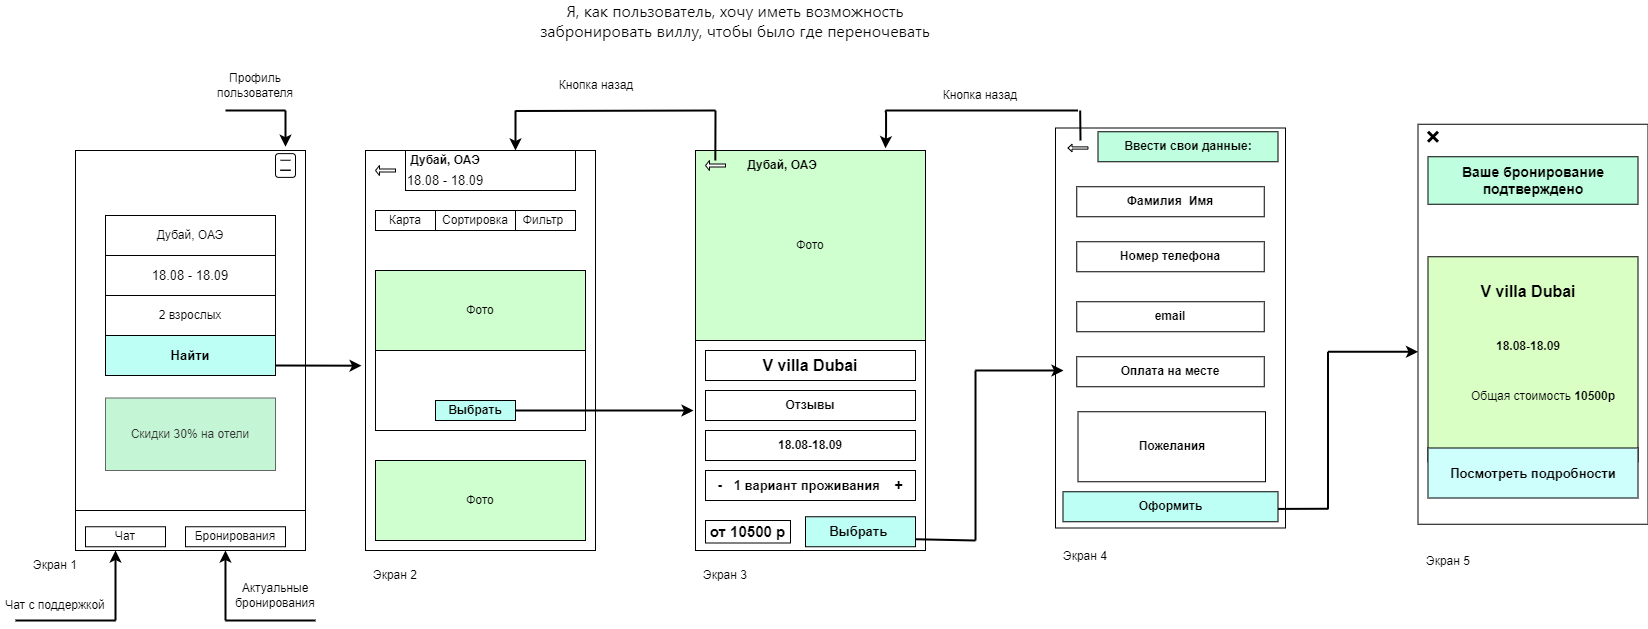 Я, как пользователь, хочу иметь возможность
забронировать виллу, чтобы было где переночевать
Профиль
пользователя
Кнопка назад
Кнопка назад
Дубай, ОАЭ
18.08 - 18.09
2 взрослых
Найти
Скидки 30% на отели
Чат
Бронирования
Экран 1
Чат с поддержкой
Актуальные
бронирования
Дубай, ОАЭ
18.08 - 18.09
Карта
Сортировка
Фильтр
Фото
Выбрать
Фото
Экран 2
Дубай, ОАЭ
Фото
V villa Dubai
Отзывы
18.08-18.09
- 1 вариант проживания +
от 10500 р
Выбрать
Экран 3
Ввести свои данные:
Фамилия Имя
Номер телефона
email
Оплата на месте
Пожелания
Оформить
Экран 4
Ваше бронирование
подтверждено
V villa Dubai
18.08-18.09
Общая стоимость 10500р
Посмотреть подробности
Экран 5